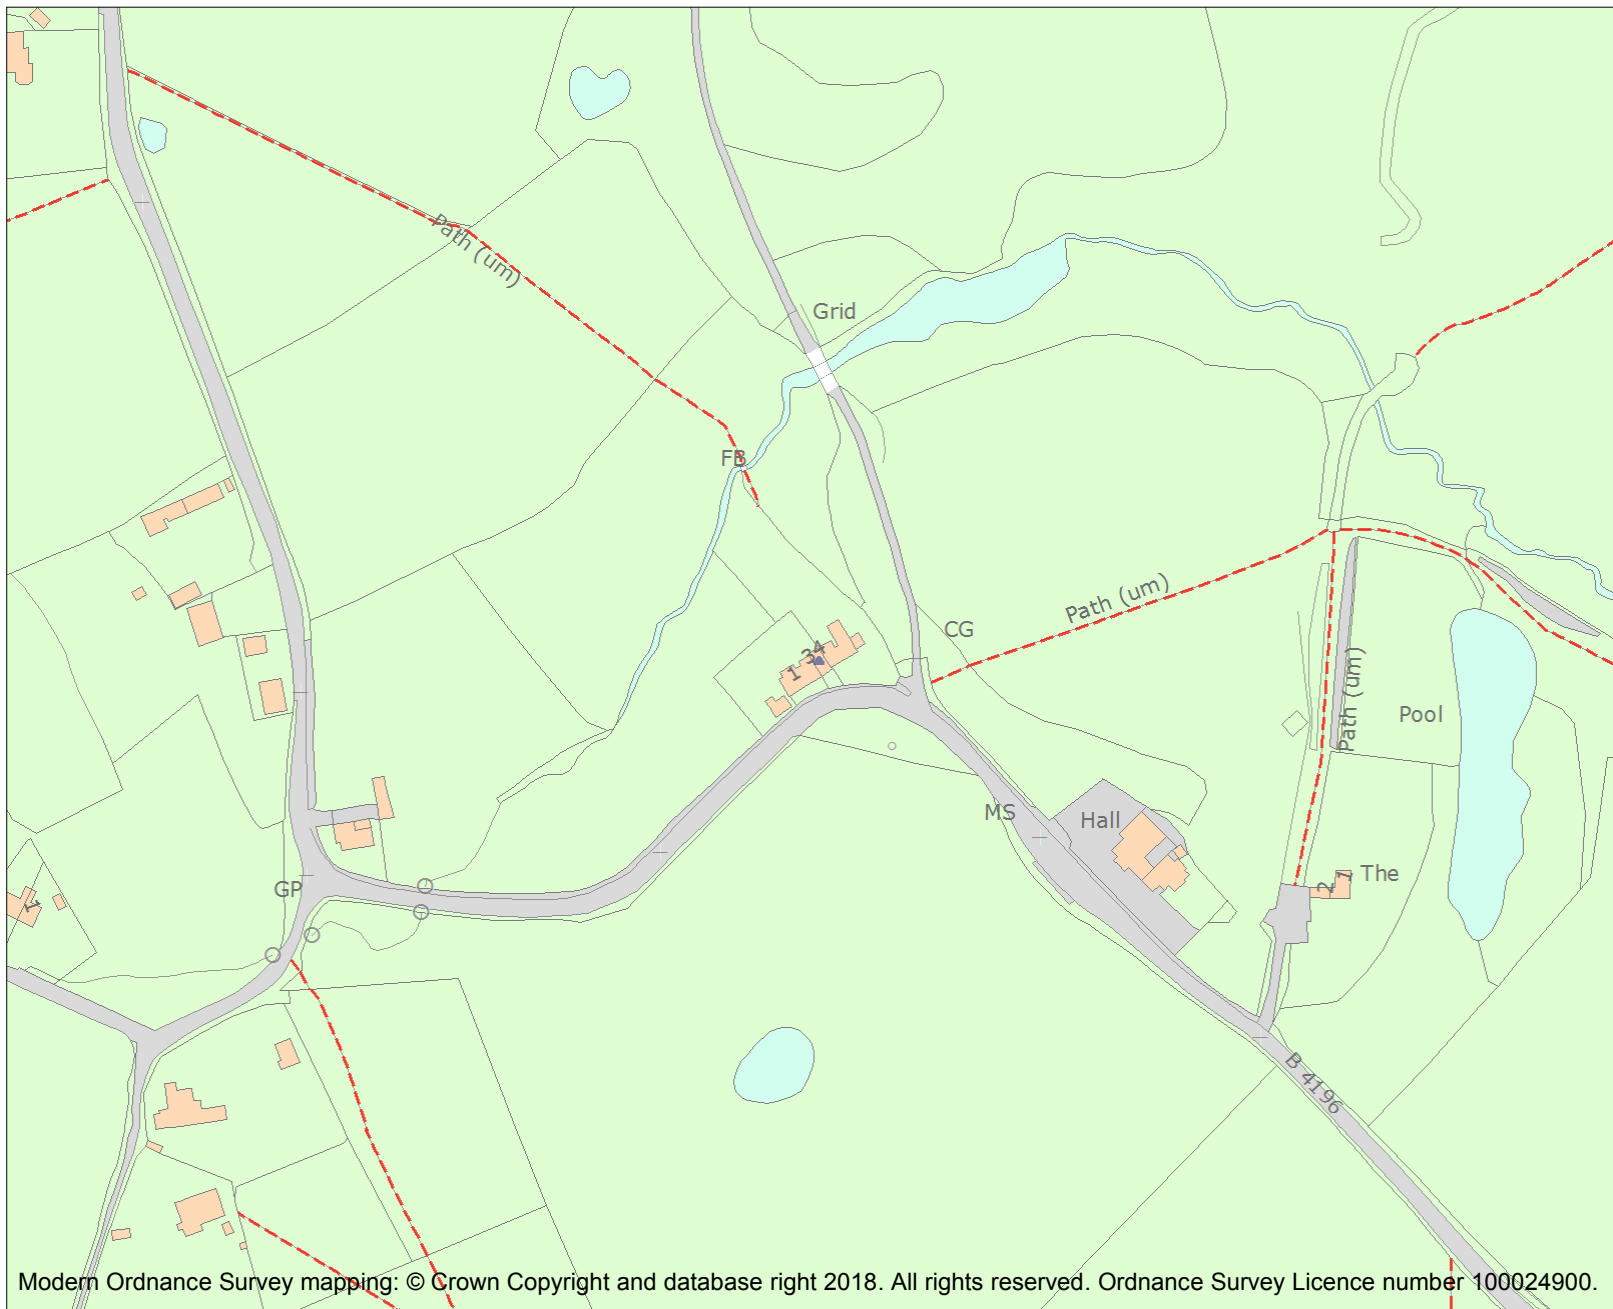 Path (um)
Grid
FB
Path (um)
CG
34
1
Path (um)
Pool
MS
Hall
GP
1
2 1
The
B 4196
Modern Ordnance Survey mapping: © Crown Copyright and database right 2018. All rights reserved. Ordnance Survey Licence number 100024900.